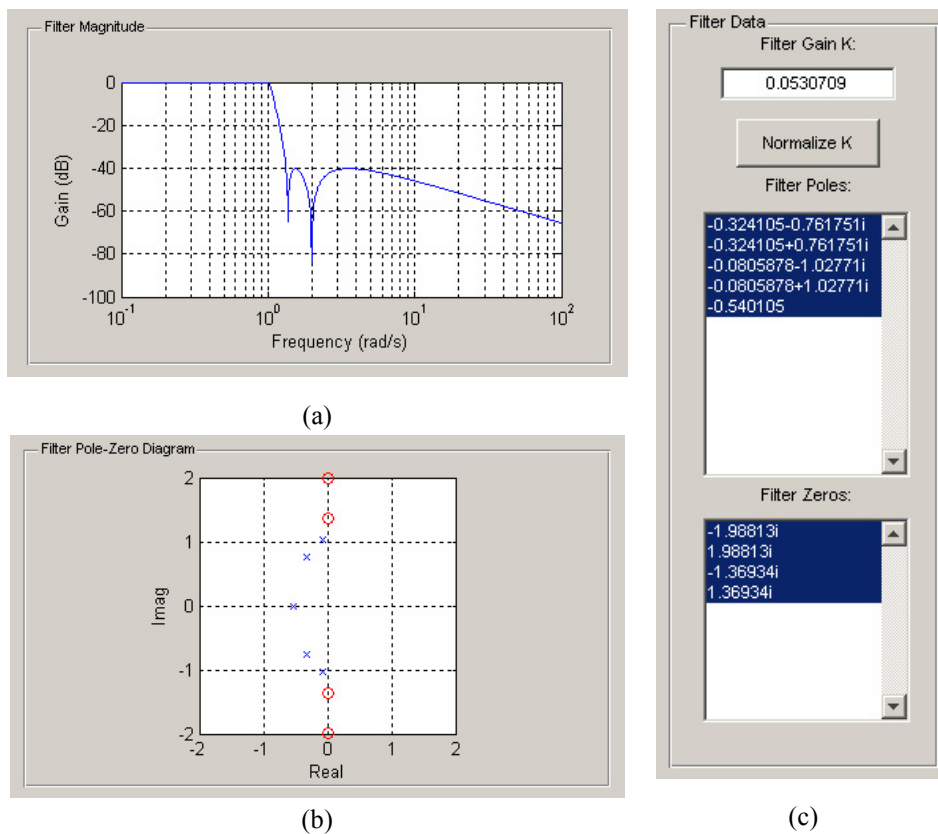 Filter Magnitude
0
-20
-40
-60
-80
-100
Gain (dB)
10^-1
10^0
10^1
10^2
Frequency (rad/s)
(a)
Filter Pole-Zero Diagram
2
1
0
-1
-2
Imag
-2
-1
0
1
2
Real
(b)
Filter Data
Filter Gain K:
0.0530709
Normalize K
Filter Poles:
-0.324105-0.761751i
-0.324105+0.761751i
-0.0805878-1.02771i
-0.0805878+1.02771i
-0.540105
Filter Zeros:
-1.98813i
1.98813i
-1.36934i
1.36934i
(c)